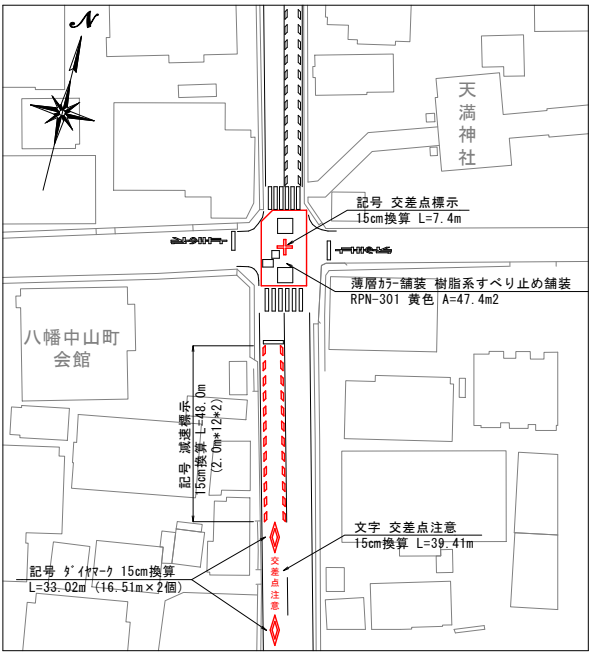 N
天満神社
記号 交差点標示
15cm換算 L=7.4m
薄層ｶﾗｰ舗装 樹脂系すべり止め舗装
RPN-301 黄色 A=47.4m2
八幡中山町
会館
記号 減速標示
15cm換算 L=48.0m
(2.0m*12*2)
文字 交差点注意
15cm換算 L=39.41m
記号 ﾀﾞｲﾔﾏｰｸ 15cm換算
L=33.02m (16.51m×2個)
交差点注意